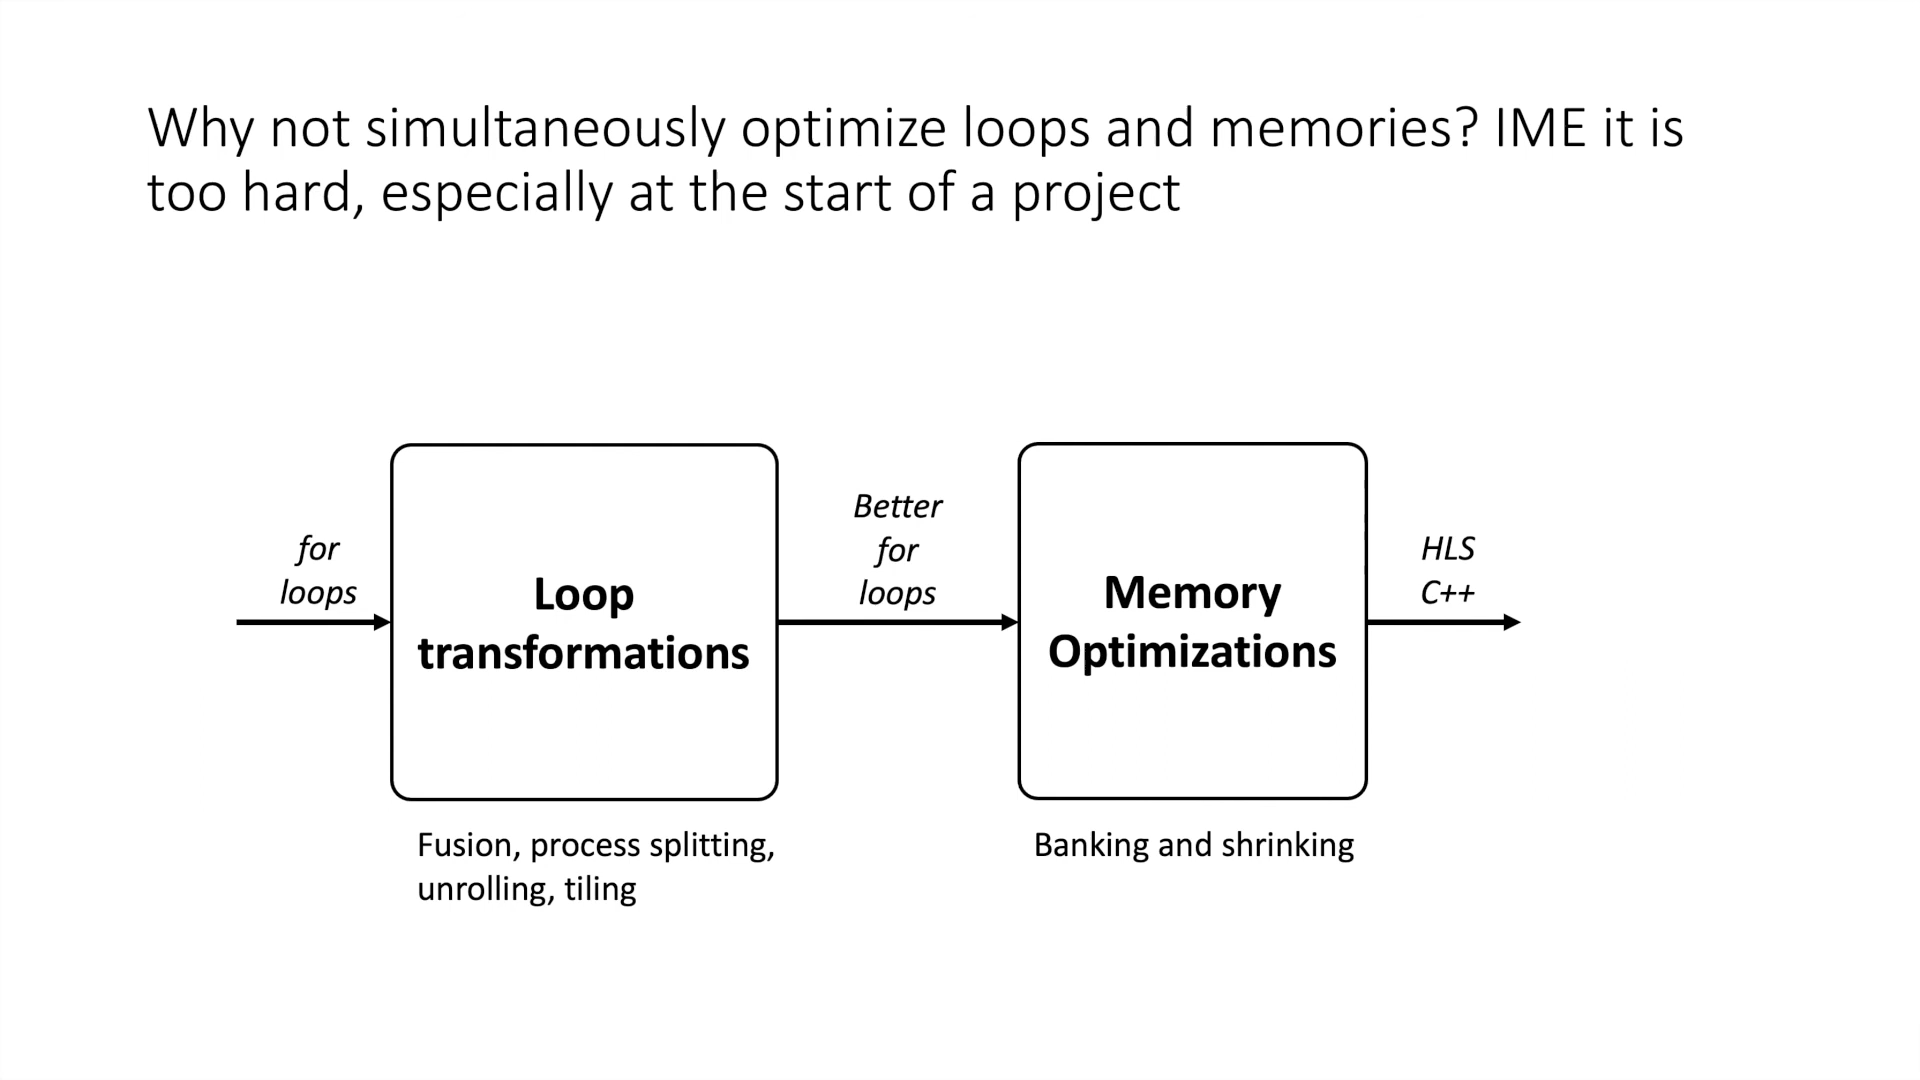 Why not simultaneously optimize loops and memories? IME it is
too hard, especially at the start of a project
for
loops
Loop
transformations
Better
for
loops
Memory
Optimizations
HLS
C++
Fusion, process splitting,
unrolling, tiling
Banking and shrinking